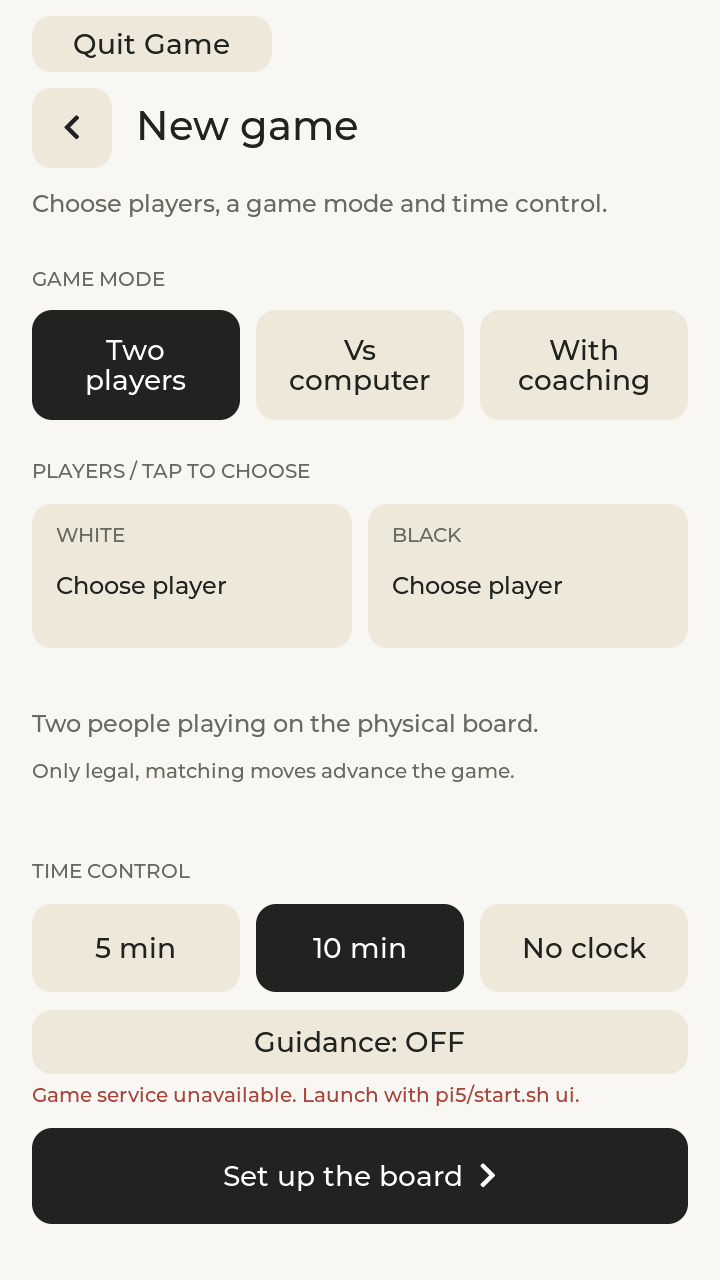 Quit Game
New game
Choose players, a game mode and time control.
GAME MODE
Two
players
Vs
computer
With
coaching
PLAYERS / TAP TO CHOOSE
WHITE
Choose player
BLACK
Choose player
Two people playing on the physical board.
Only legal, matching moves advance the game.
TIME CONTROL
5 min
10 min
No clock
Guidance: OFF
Game service unavailable. Launch with pi5/start.sh ui.
Set up the board